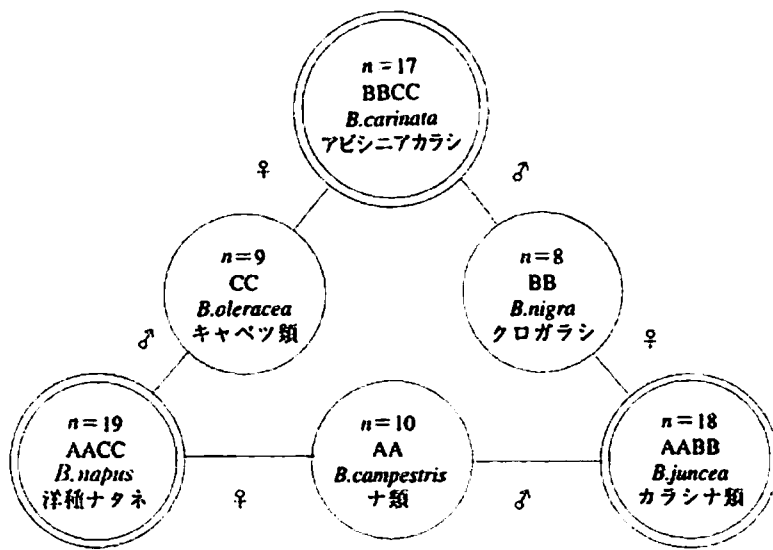 n=17
BBCC
B.carinata
アビシニアカラシ
♀
♂
n=9
CC
B.oleracea
キャベツ類
n=8
BB
B.nigra
クロガラシ
♂
♀
n=19
AACC
B.napus
洋種ナタネ
n=10
AA
B.campestris
ナ類
n=18
AABB
B.juncea
カラシナ類
♀
♂